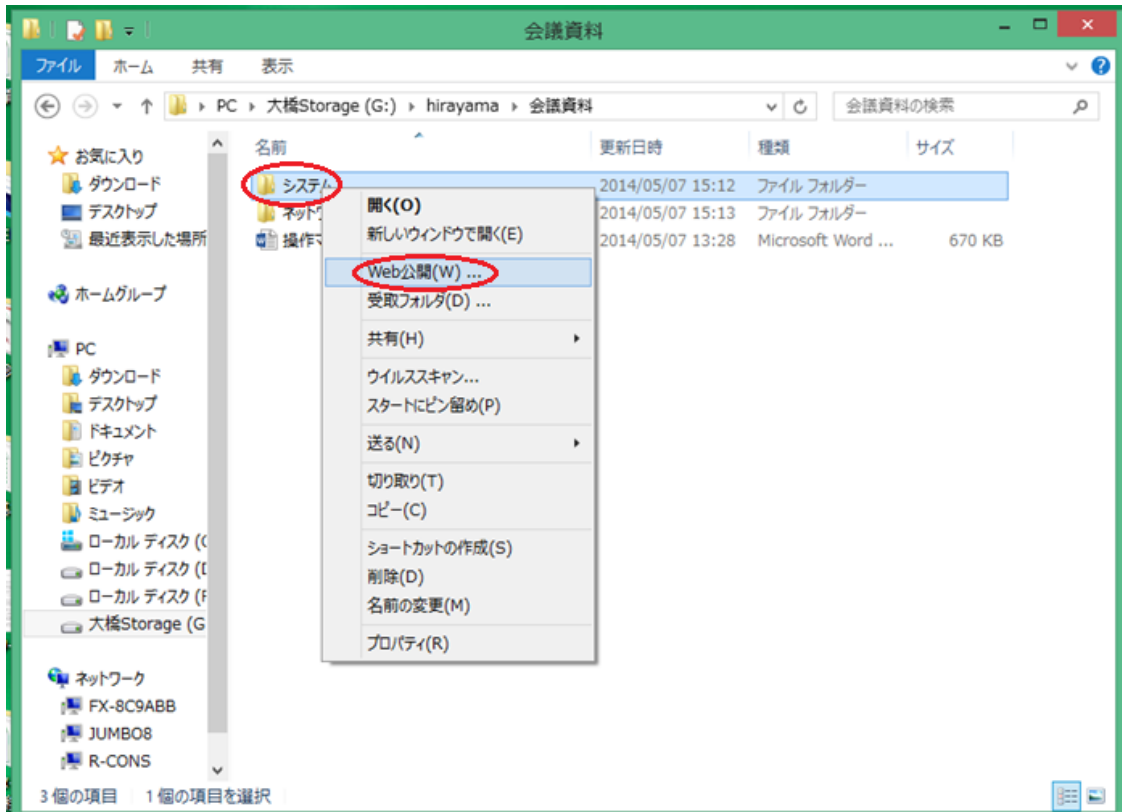 会議資料
ファイル ホーム 共有 表示
PC 大橋Storage (G:) hirayama 会議資料 会議資料の検索
名前 更新日時 種類 サイズ
お気に入り
ダウンロード
デスクトップ
最近表示した場所
ホームグループ
PC
ダウンロード
デスクトップ
ドキュメント
ピクチャ
ビデオ
ミュージック
ローカル ディスク (
ローカル ディスク (
ローカル ディスク (
大橋Storage (G
ネットワーク
FX-8C9ABB
JUMBO8
R-CONS
システム 2014/05/07 15:12 ファイル フォルダー
ネットワ 2014/05/07 15:13 ファイル フォルダー
操作マ 2014/05/07 13:28 Microsoft Word ... 670 KB
開く(O)
新しいウィンドウで開く(E)
Web公開(W) ...
受取フォルダ(D) ...
共有(H)
ウイルススキャン...
スタートにピン留め(P)
送る(N)
切り取り(T)
コピー(C)
ショートカットの作成(S)
削除(D)
名前の変更(M)
プロパティ(R)
3 個の項目 1 個の項目を選択